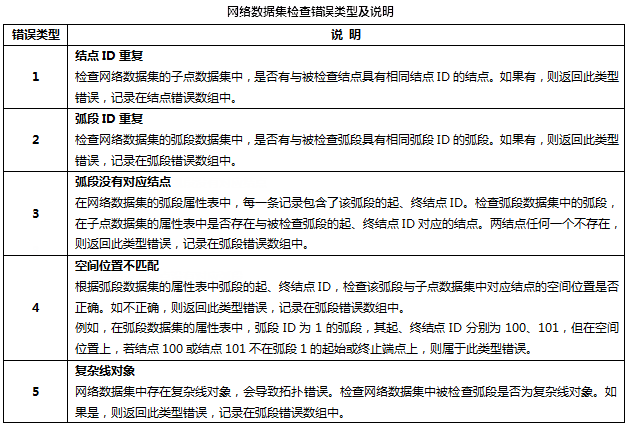 网络数据集检查错误类型及说明
错误类型 说 明
1
结点 ID 重复
检查网络数据集的子点数据集中，是否有与被检查结点具有相同结点 ID 的结点。如果有，则返回此类型
错误，记录在结点错误数组中。
2
弧段 ID 重复
检查网络数据集的弧段数据集中，是否有与被检查弧段具有相同弧段 ID 的弧段。如果有，则返回此类型
错误，记录在弧段错误数组中。
3
弧段没有对应结点
在网络数据集的弧段属性表中，每一条记录包含了该弧段的起、终结点 ID。检查弧段数据集中的弧段，
在子点数据集的属性表中是否存在与被检查弧段的起、终结点 ID 对应的结点。两结点任何一个不存在，
则返回此类型错误，记录在弧段错误数组中。
4
空间位置不匹配
根据弧段数据集的属性表中弧段的起、终结点 ID，检查该弧段与子点数据集中对应结点的空间位置是否
正确。如不正确，则返回此类型错误，记录在弧段错误数组中。
例如，在弧段数据集的属性表中，弧段 ID 为 1 的弧段，其起、终结点 ID 分别为 100、101，但在空间
位置上，若结点 100 或结点 101 不在弧段 1 的起始或终止端点上，则属于此类型错误。
5
复杂线对象
网络数据集中存在复杂线对象，会导致拓扑错误。检查网络数据集中被检查弧段是否为复杂线对象。如
果是，则返回此类型错误，记录在弧段错误数组中。